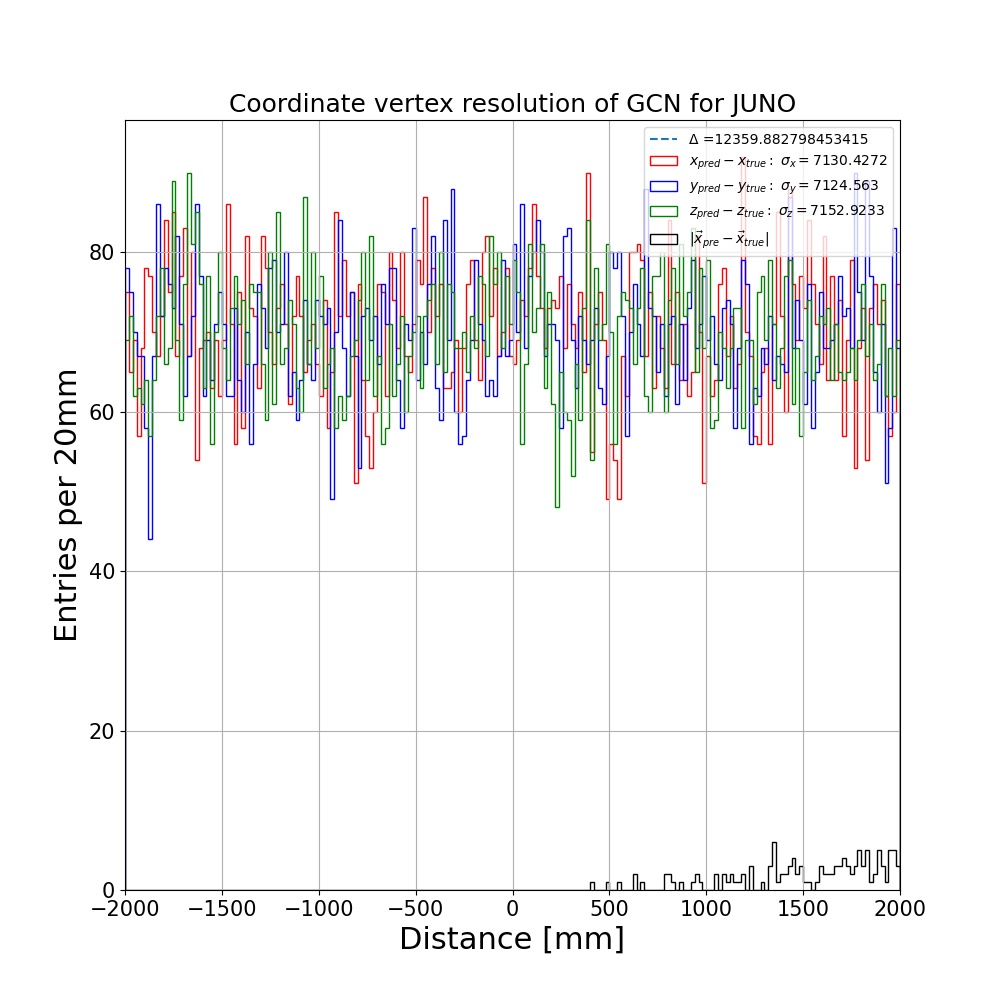 Coordinate vertex resolution of GCN for JUNO
Δ =12359.882798453415
x_pred − x_true : σ_x = 7130.4272
y_pred − y_true : σ_y = 7124.563
z_pred − z_true : σ_z = 7152.9233
|x⃗_pre − x⃗_true|
Entries per 20mm
80
60
40
20
0
−2000 −1500 −1000 −500 0 500 1000 1500 2000
Distance [mm]